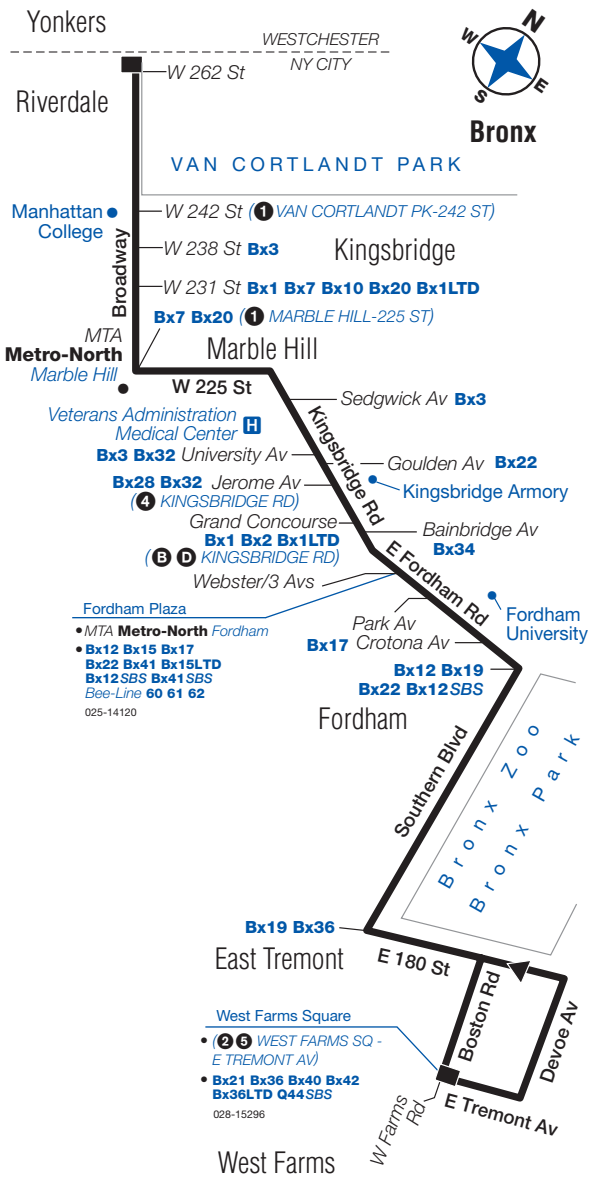 Yonkers
WESTCHESTER
NY CITY
N
W
E
S
Bronx
W 262 St
Riverdale
VAN CORTLANDT PARK
Manhattan
College
W 242 St (1 VAN CORTLANDT PK-242 ST)
W 238 St Bx3
Kingsbridge
Broadway
W 231 St Bx1 Bx7 Bx10 Bx20 Bx1LTD
Bx7 Bx20 (1 MARBLE HILL-225 ST)
MTA
Metro-North
Marble Hill
Marble Hill
W 225 St
Sedgwick Av Bx3
Veterans Administration
Medical Center H
Kingsbridge Rd
Bx3 Bx32 University Av
Goulden Av Bx22
Bx28 Bx32 Jerome Av
(4 KINGSBRIDGE RD)
Kingsbridge Armory
Grand Concourse
Bx1 Bx2 Bx1LTD
(B D KINGSBRIDGE RD)
Bainbridge Av
Bx34
E Fordham Rd
Webster/3 Avs
Fordham Plaza
• MTA Metro-North Fordham
• Bx12 Bx15 Bx17
Bx22 Bx41 Bx15LTD
Bx12SBS Bx41SBS
Bee-Line 60 61 62
025-14120
Fordham
University
Park Av
Bx17 Crotona Av
Bx12 Bx19
Bx22 Bx12SBS
Fordham
Southern Blvd
Bronx Zoo
Bronx Park
Bx19 Bx36
East Tremont
E 180 St
Boston Rd
Devoe Av
West Farms Square
• (2 5 WEST FARMS SQ -
E TREMONT AV)
• Bx21 Bx36 Bx40 Bx42
Bx36LTD Q44SBS
028-15296
E Tremont Av
W Farms
Rd
West Farms